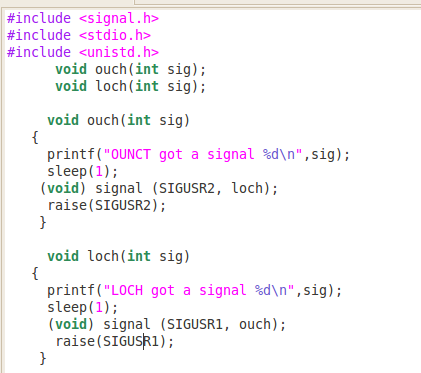 #include <signal.h>
#include <stdio.h>
#include <unistd.h>
void ouch(int sig);
void loch(int sig);
void ouch(int sig)
{
printf("OUNCT got a signal %d\n",sig);
sleep(1);
(void) signal (SIGUSR2, loch);
raise(SIGUSR2);
}
void loch(int sig)
{
printf("LOCH got a signal %d\n",sig);
sleep(1);
(void) signal (SIGUSR1, ouch);
raise(SIGUSR1);
}